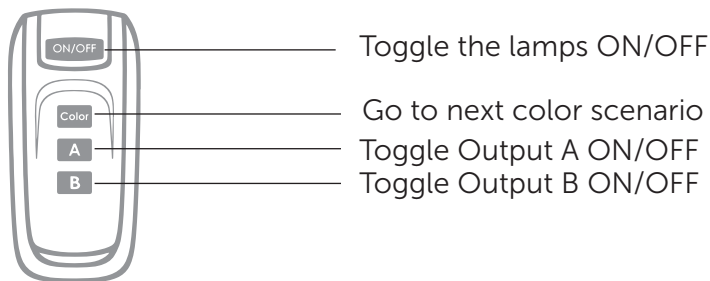 ON/OFF Toggle the lamps ON/OFF
Color Go to next color scenario
A Toggle Output A ON/OFF
B Toggle Output B ON/OFF